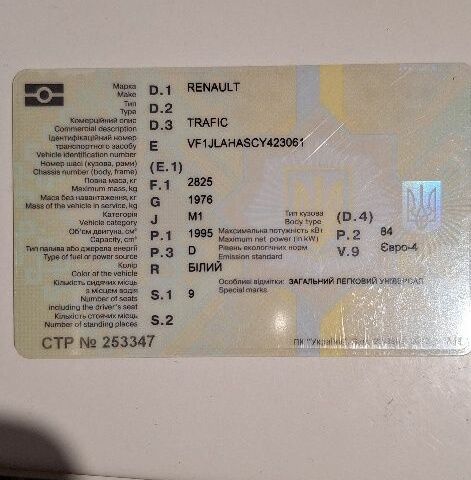 Марка D.1 RENAULT
Make
Тип D.2
Type
Комерційний опис D.3 TRAFIC
Commercial description
Ідентифікаційний номер
транспортного засобу E VF1JLAHASCY423061
Vehicle identification number
Номер шасі (кузова, рами) (E.1)
Chassis number (body, frame)
Повна маса, кг F.1 2825
Maximum mass, kg
Маса без навантаження, кг G 1976
Mass of the vehicle in service, kg
Категорія J M1 Тип кузова (D.4)
Vehicle category Body type
Об'єм двигуна, см³ P.1 1995 Максимальна потужність кВт P.2 84
Capacity, cm³ Maximum net power (in kW)
Тип палива або джерела енергії P.3 D Рівень екологічних норм V.9 Євро-4
Type of fuel or power source Emission standard
Колір R БІЛИЙ
Color of the vehicle
Кількість сидячих місць Особливі відмітки: ЗАГАЛЬНИЙ ЛЕГКОВИЙ УНІВЕРСАЛ
з місцем водія S.1 9 Special marks
Number of seats
including the driver's seat
Кількість стоячих місць S.2
Number of standing places
СТР № 253347 ПК "Україна"